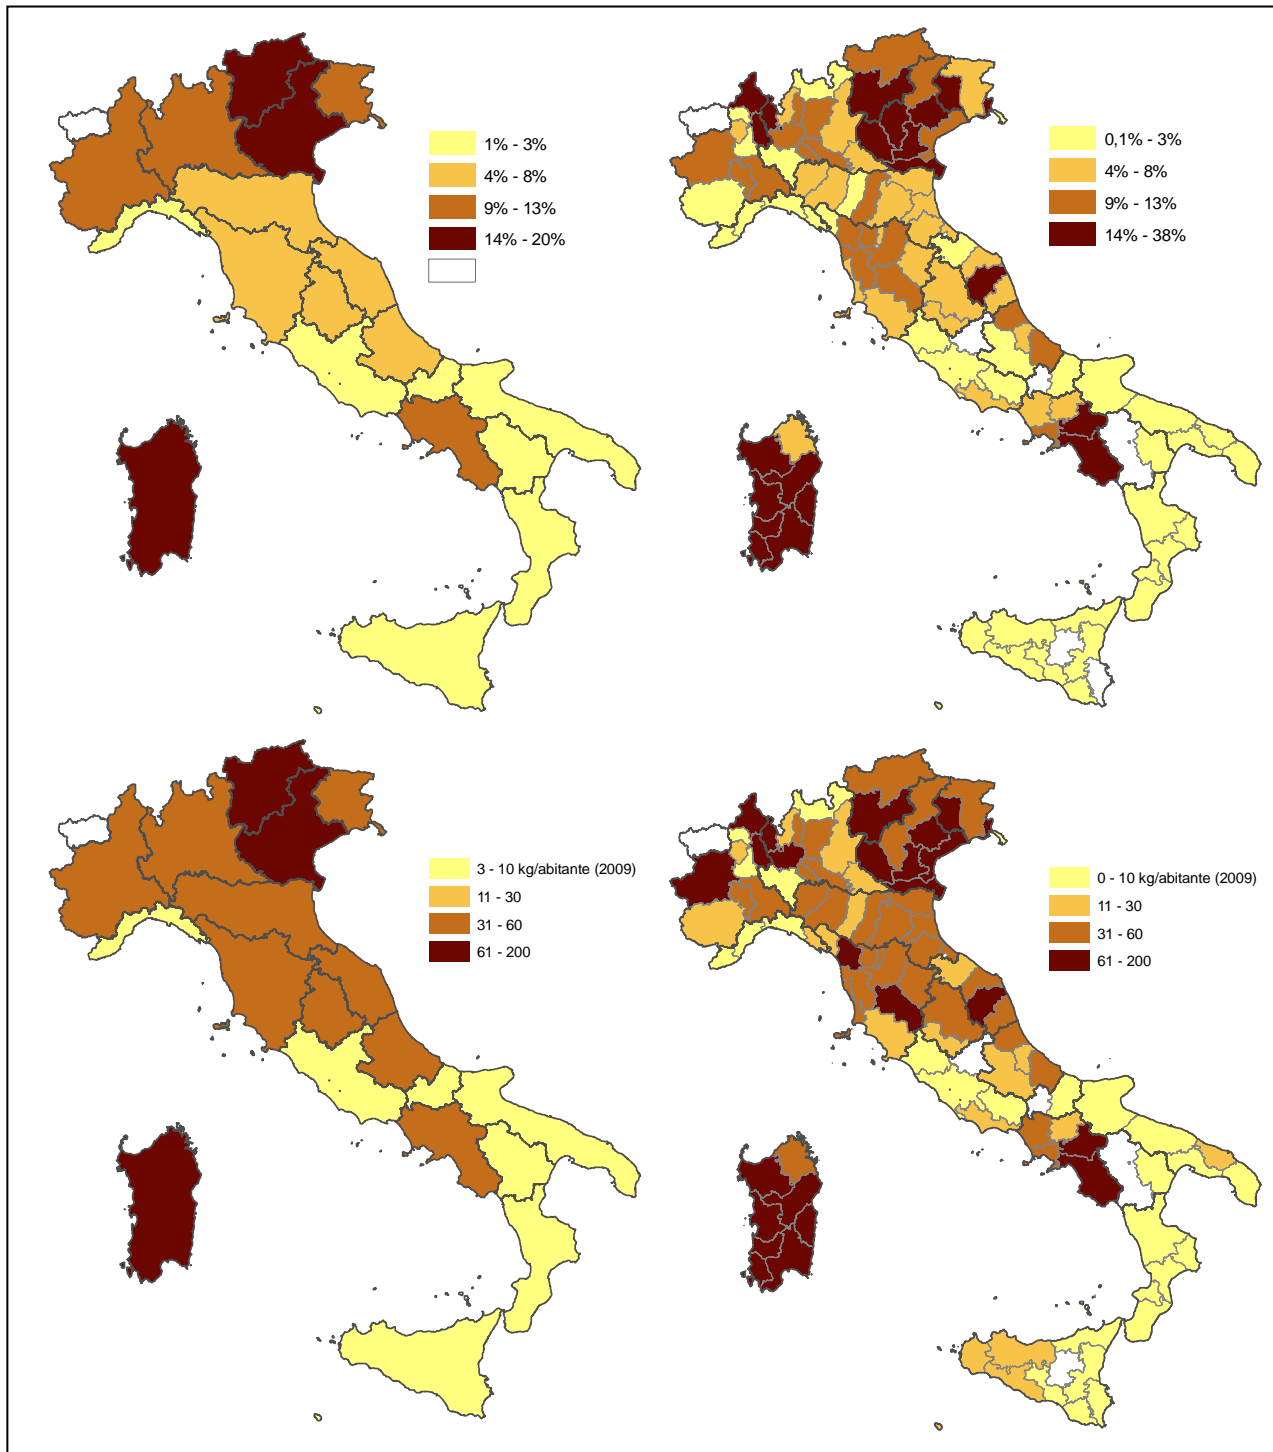 1% - 3%
4% - 8%
9% - 13%
14% - 20%
0,1% - 3%
4% - 8%
9% - 13%
14% - 38%
3 - 10 kg/abitante (2009)
11 - 30
31 - 60
61 - 200
0 - 10 kg/abitante (2009)
11 - 30
31 - 60
61 - 200